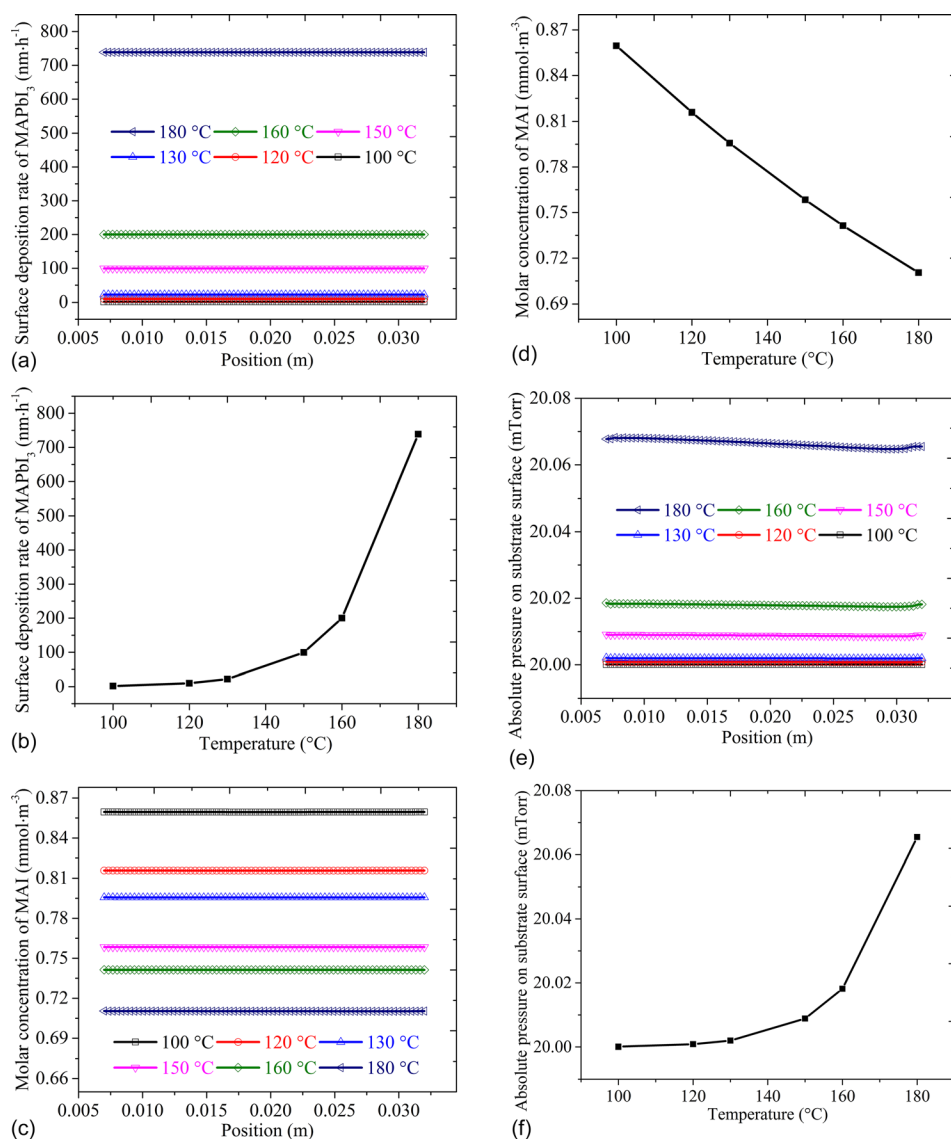 Surface deposition rate of MAPbI₃ (nm·h⁻¹)
800
700
600
500
400
300
200
100
0
180 °C 160 °C 150 °C
130 °C 120 °C 100 °C
0.005 0.010 0.015 0.020 0.025 0.030
Position (m)
(a)
Molar concentration of MAI (mmol·m⁻³)
0.87
0.84
0.81
0.78
0.75
0.72
0.69
100 120 140 160 180
Temperature (°C)
(d)
Surface deposition rate of MAPbI₃ (nm·h⁻¹)
800
700
600
500
400
300
200
100
0
100 120 140 160 180
Temperature (°C)
(b)
Absolute pressure on substrate surface (mTorr)
20.08
20.06
20.04
20.02
20.00
180 °C 160 °C 150 °C
130 °C 120 °C 100 °C
0.005 0.010 0.015 0.020 0.025 0.030
Position (m)
(e)
Molar concentration of MAI (mmol·m⁻³)
0.87
0.84
0.81
0.78
0.75
0.72
0.69
0.66
100 °C 120 °C 130 °C
150 °C 160 °C 180 °C
0.005 0.010 0.015 0.020 0.025 0.030
Position (m)
(c)
Absolute pressure on substrate surface (mTorr)
20.08
20.06
20.04
20.02
20.00
100 120 140 160 180
Temperature (°C)
(f)